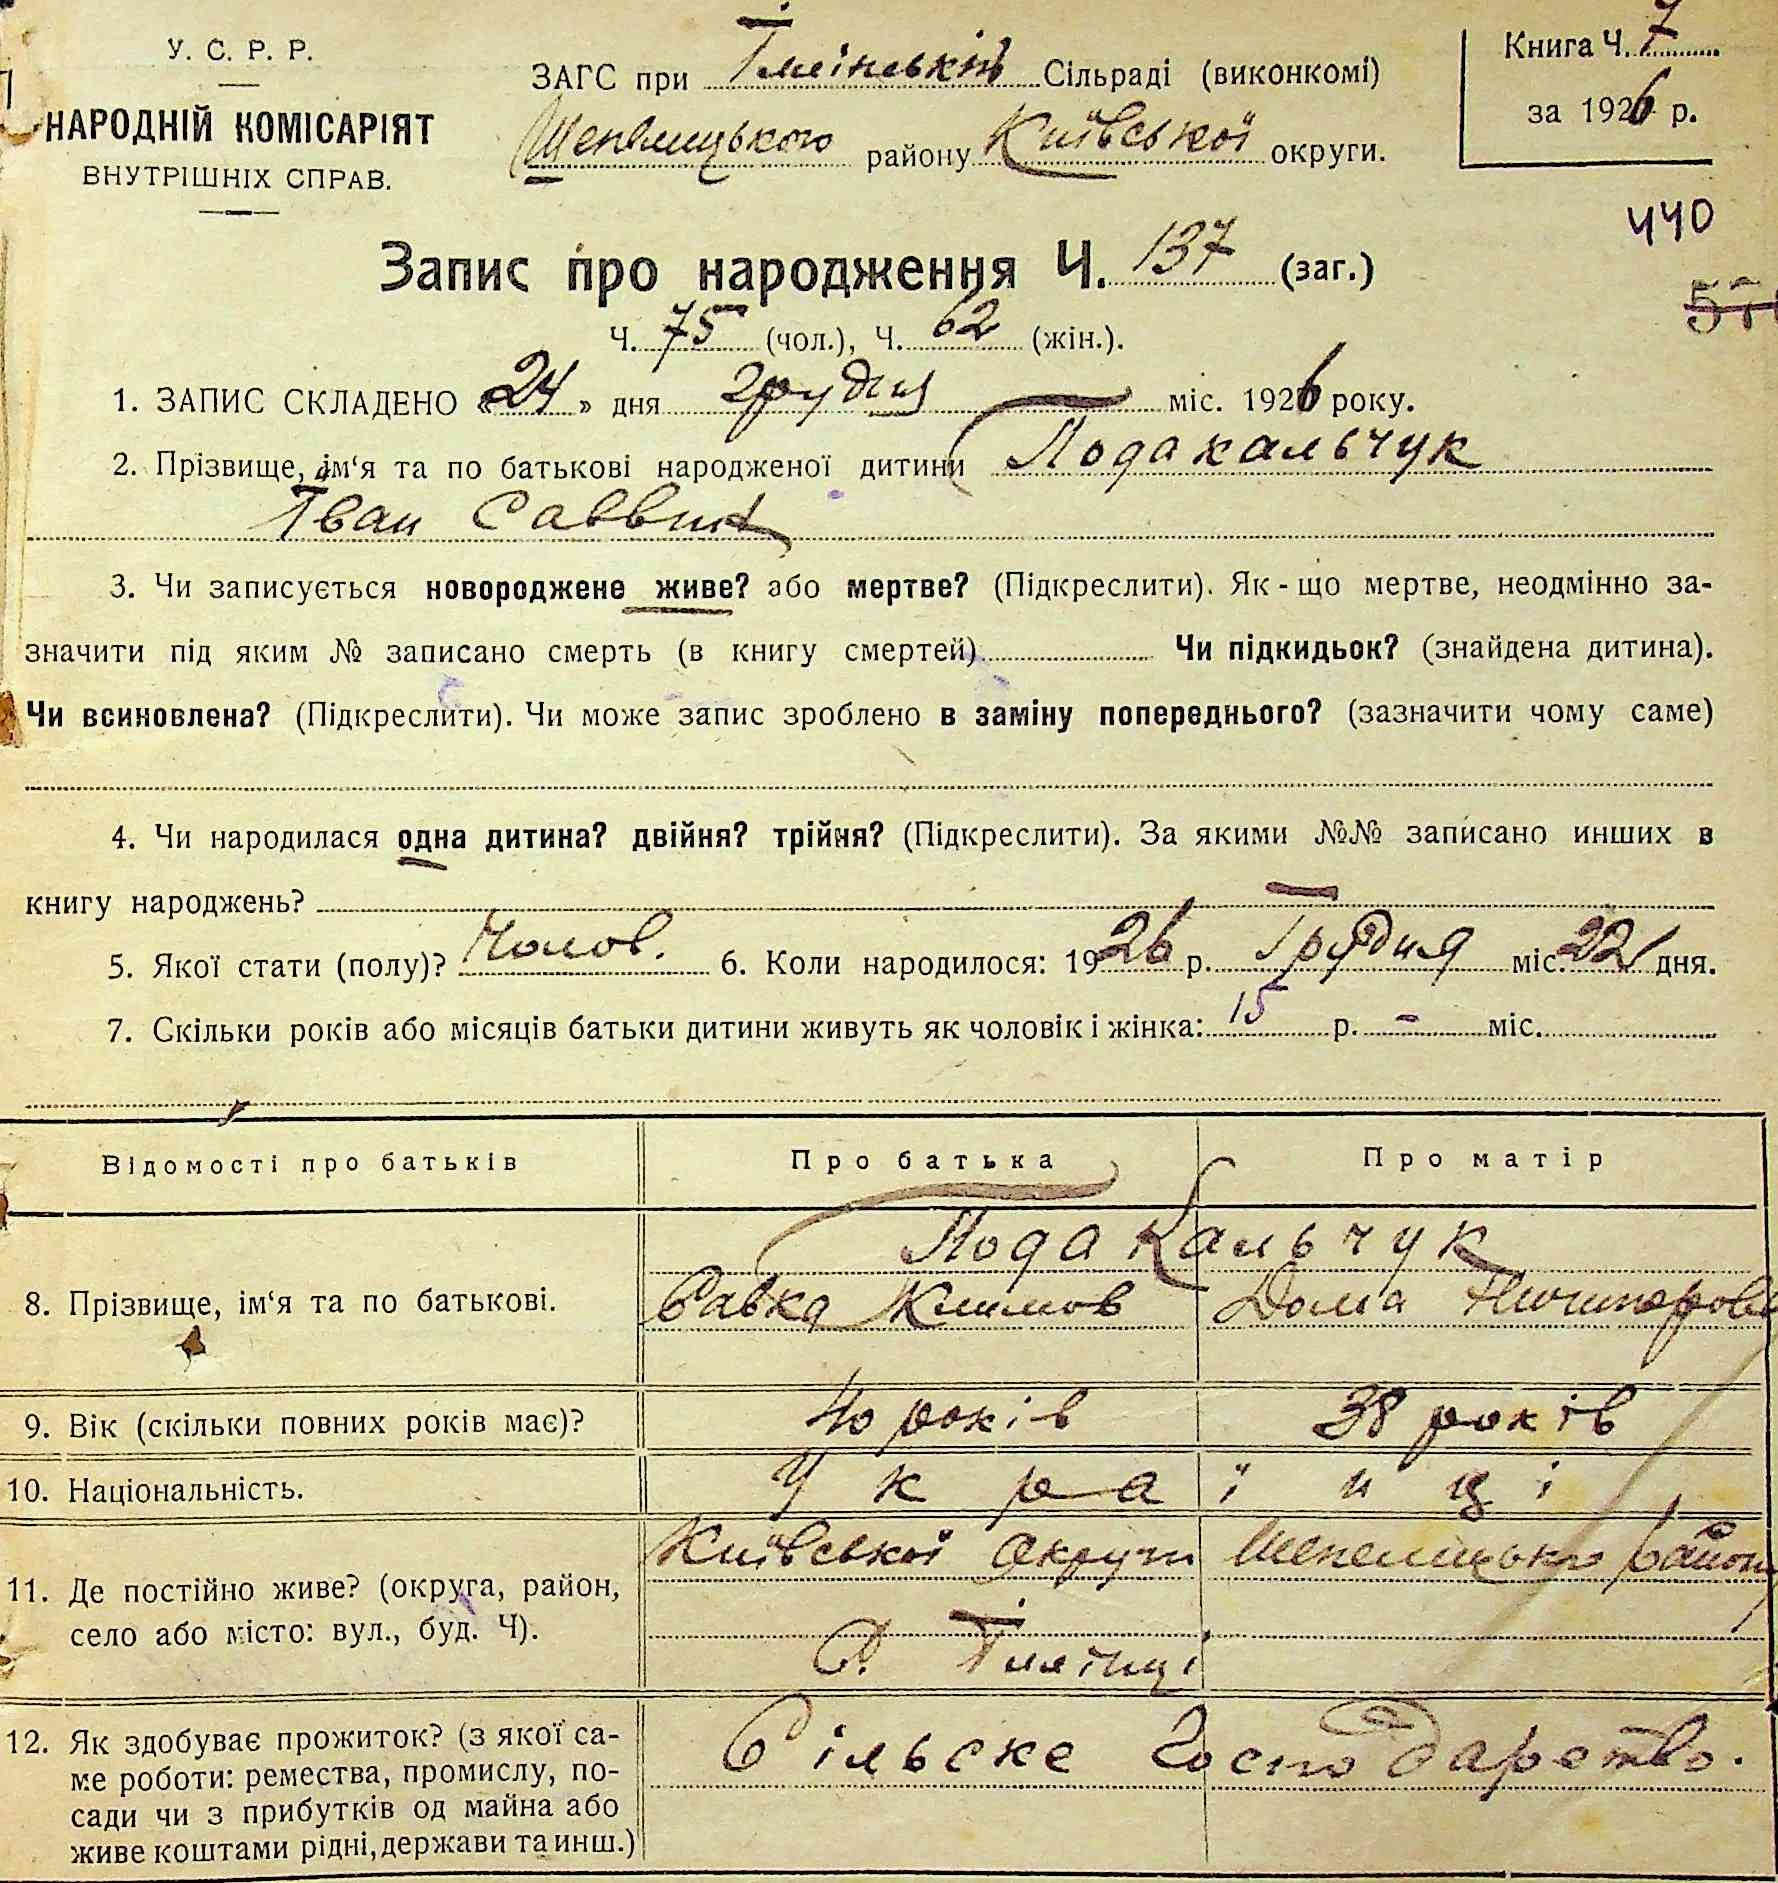 У. С. Р. Р.
НАРОДНІЙ КОМІСАРІЯТ
ВНУТРІШНІХ СПРАВ.
ЗАГС при Іллінській Сільраді (виконкомі)
Шепелицького району Київської округи.
Книга Ч. 7
за 1926 р.
440
Запис про народження Ч. 137 (заг.)
Ч. 75 (чол.), Ч. 62 (жін.).
1. ЗАПИС СКЛАДЕНО «24» дня грудня міс. 1926 року.
2. Прізвище, ім‘я та по батькові народженої дитини Подакальчук
Іван Саввич
3. Чи записується новороджене живе? або мертве? (Підкреслити). Як - що мертве, неодмінно за-
значити під яким № записано смерть (в книгу смертей) Чи підкидьок? (знайдена дитина).
Чи всиновлена? (Підкреслити). Чи може запис зроблено в заміну попереднього? (зазначити чому саме)
4. Чи народилася одна дитина? двійня? трійня? (Підкреслити). За якими №№ записано инших в
книгу народжень?
5. Якої стати (полу)? Чолов. 6. Коли народилося: 1926 р. Грудня міс. 22 дня.
7. Скільки років або місяців батьки дитини живуть як чоловік і жінка: 15 р. - міс.
Відомості про батьків Про батька Про матір
Подакальчук
8. Прізвище, ім‘я та по батькові. Савка Климов Дома
9. Вік (скільки повних років має)? 40 років 38 років
10. Національність. Українці
Київської округи Шепелицького району
11. Де постійно живе? (округа, район,
село або місто: вул., буд. Ч).
с. Іллінці
12. Як здобуває прожиток? (з якої са- Сільске Господарство.
ме роботи: ремества, промислу, по-
сади чи з прибутків од майна або
живе коштами рідні, держави та инш.)